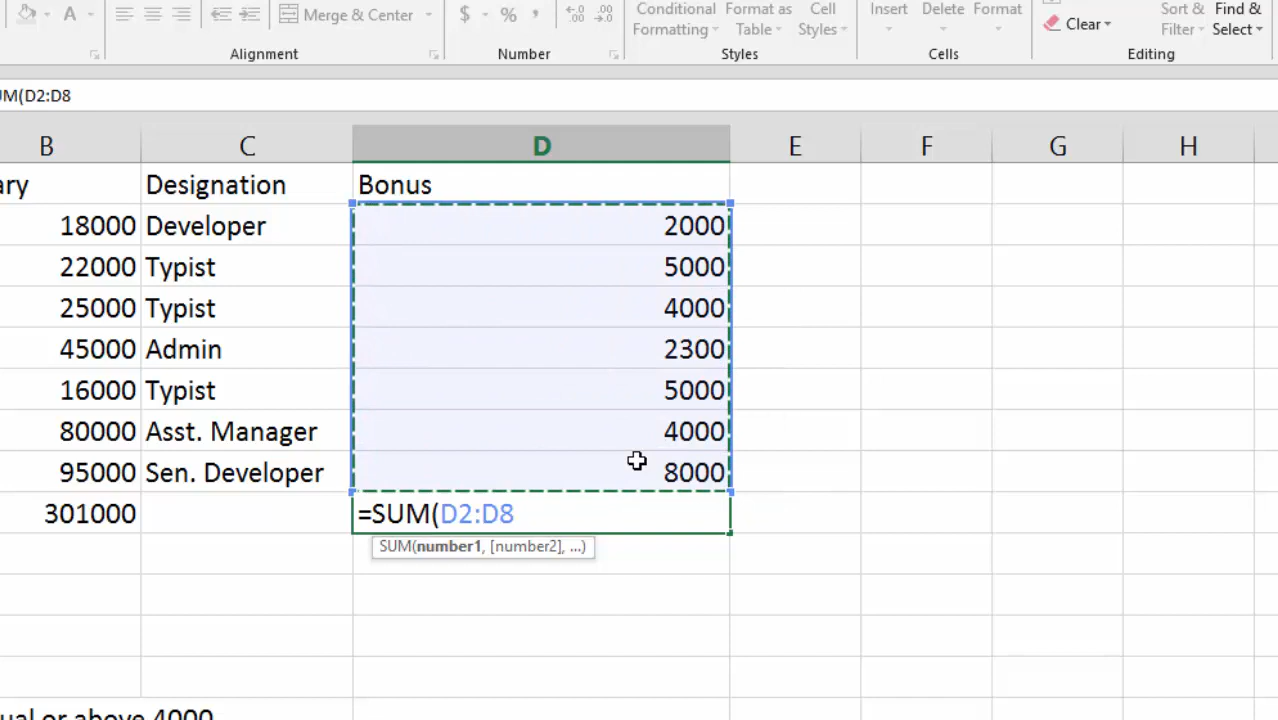 Merge & Center
$ % ,
Conditional Formatting
Format as Table
Cell Styles
Insert
Delete
Format
Clear
Sort & Filter
Find & Select
Alignment
Number
Styles
Cells
Editing
UM(D2:D8
B C D E F G H
ary Designation Bonus
18000 Developer 2000
22000 Typist 5000
25000 Typist 4000
45000 Admin 2300
16000 Typist 5000
80000 Asst. Manager 4000
95000 Sen. Developer 8000
301000 =SUM(D2:D8
SUM(number1, [number2], ...)
ual or above 4000